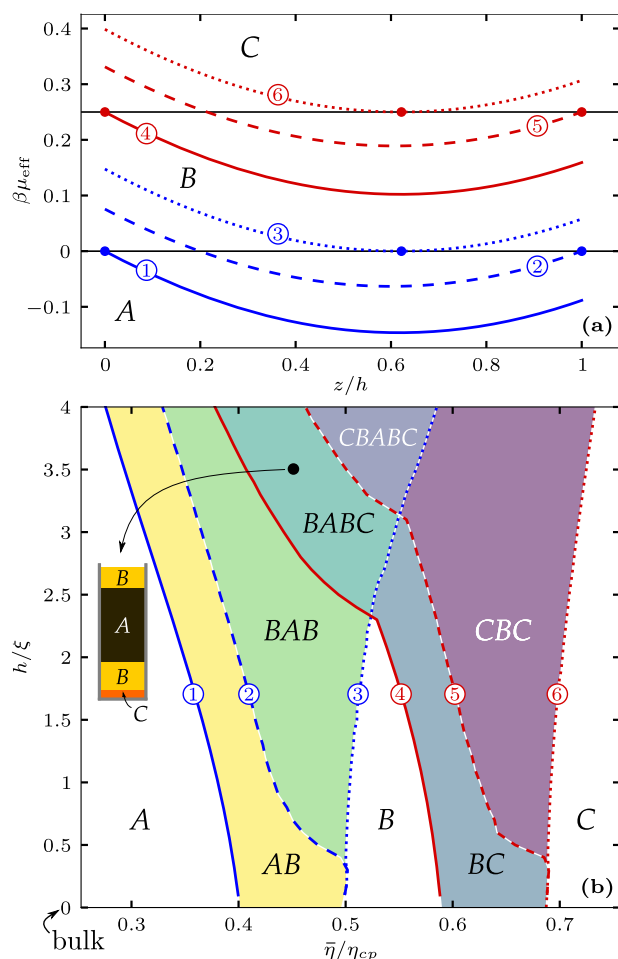 0.4
C
6
0.3
5
0.2
4
B
βμeff
0.1
3
0
1
2
−0.1
A
(a)
0 0.2 0.4 0.6 0.8 1
z/h
4
CBABC
3.5
BABC
3
2.5
B
BAB
CBC
A
2
h/ξ
B
1 2 3 4 5 6
C
1.5
1
A B C
0.5
AB BC
(b)
0
0.3 0.4 0.5 0.6 0.7
bulk
η̄/ηcp